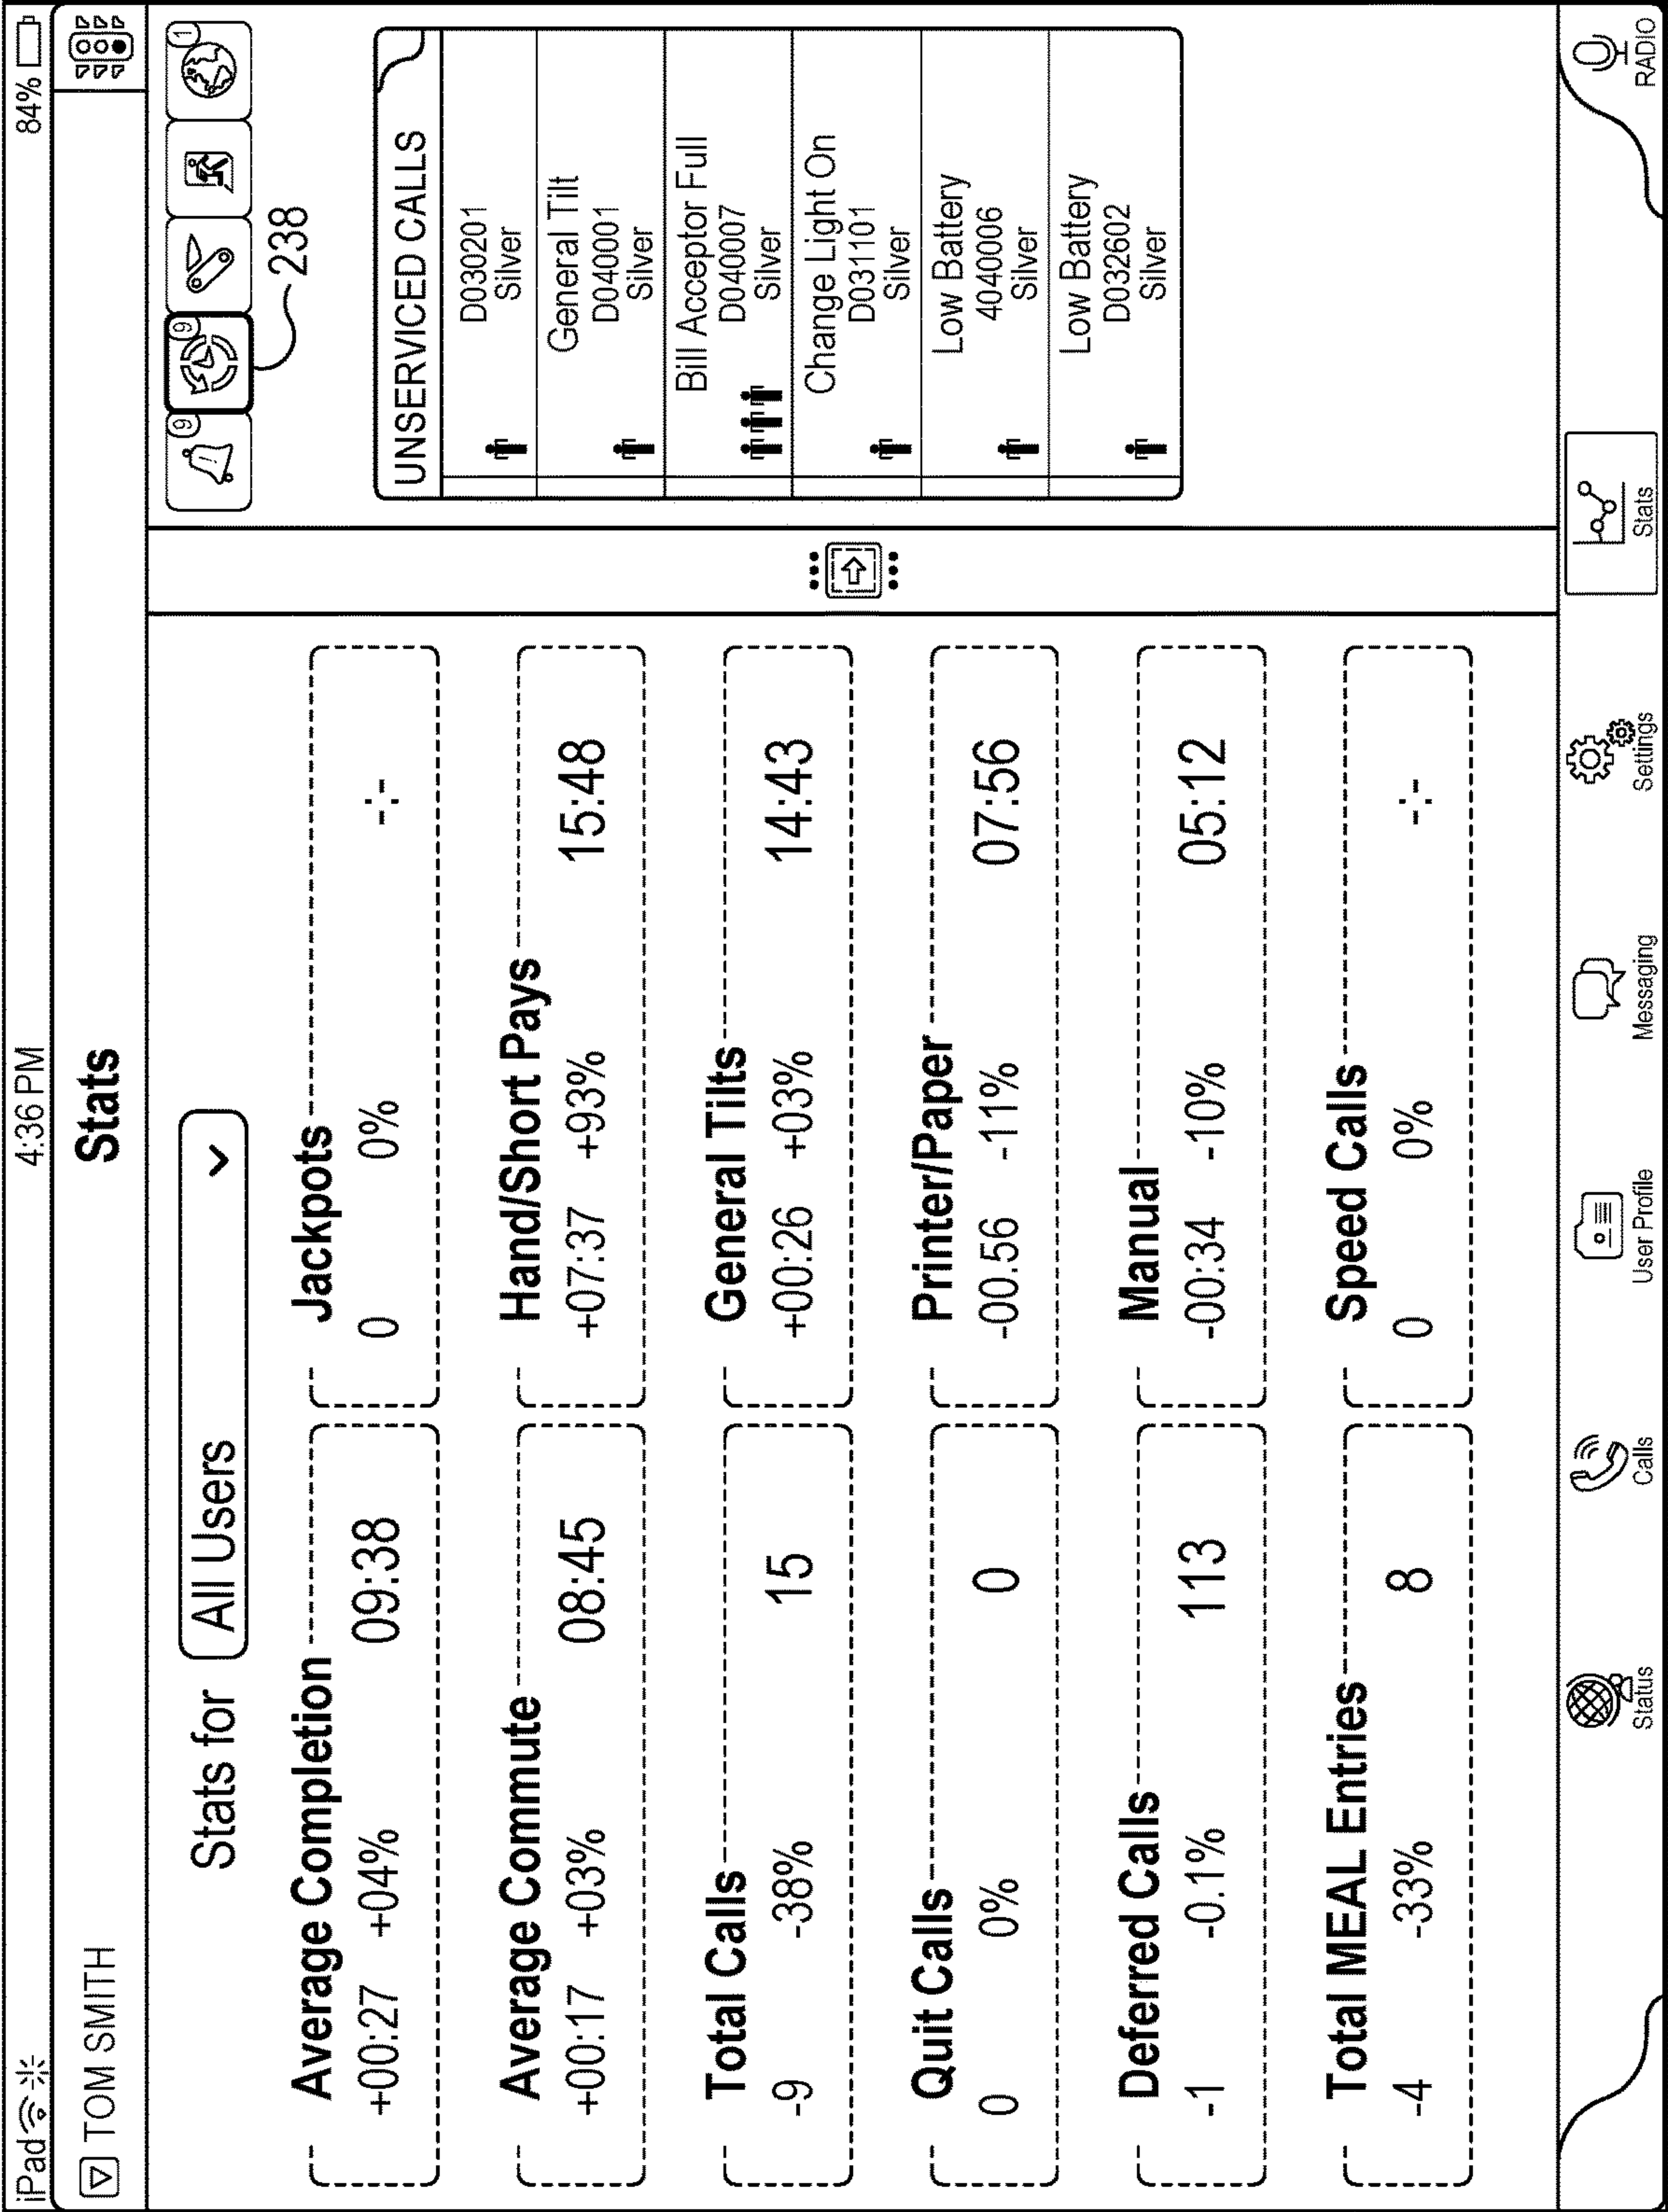 iPad 4:36 PM 84%
TOM SMITH Stats
Stats for All Users
Average Completion
+00:27 +04% 09:38
Jackpots
0 0% -:-
Average Commute
+00:17 +03% 08:45
Hand/Short Pays
+07:37 +93% 15:48
Total Calls
-9 -38% 15
General Tilts
+00:26 +03% 14:43
Quit Calls
0 0% 0
Printer/Paper
-00.56 -11% 07:56
Deferred Calls
-1 -0.1% 113
Manual
-00:34 -10% 05:12
Total MEAL Entries
-4 -33% 8
Speed Calls
0 0% -:-
9 9 1
238
UNSERVICED CALLS
D030201
Silver
General Tilt
D040001
Silver
Bill Acceptor Full
D040007
Silver
Change Light On
D031101
Silver
Low Battery
4040006
Silver
Low Battery
D032602
Silver
Status Calls User Profile Messaging Settings Stats RADIO